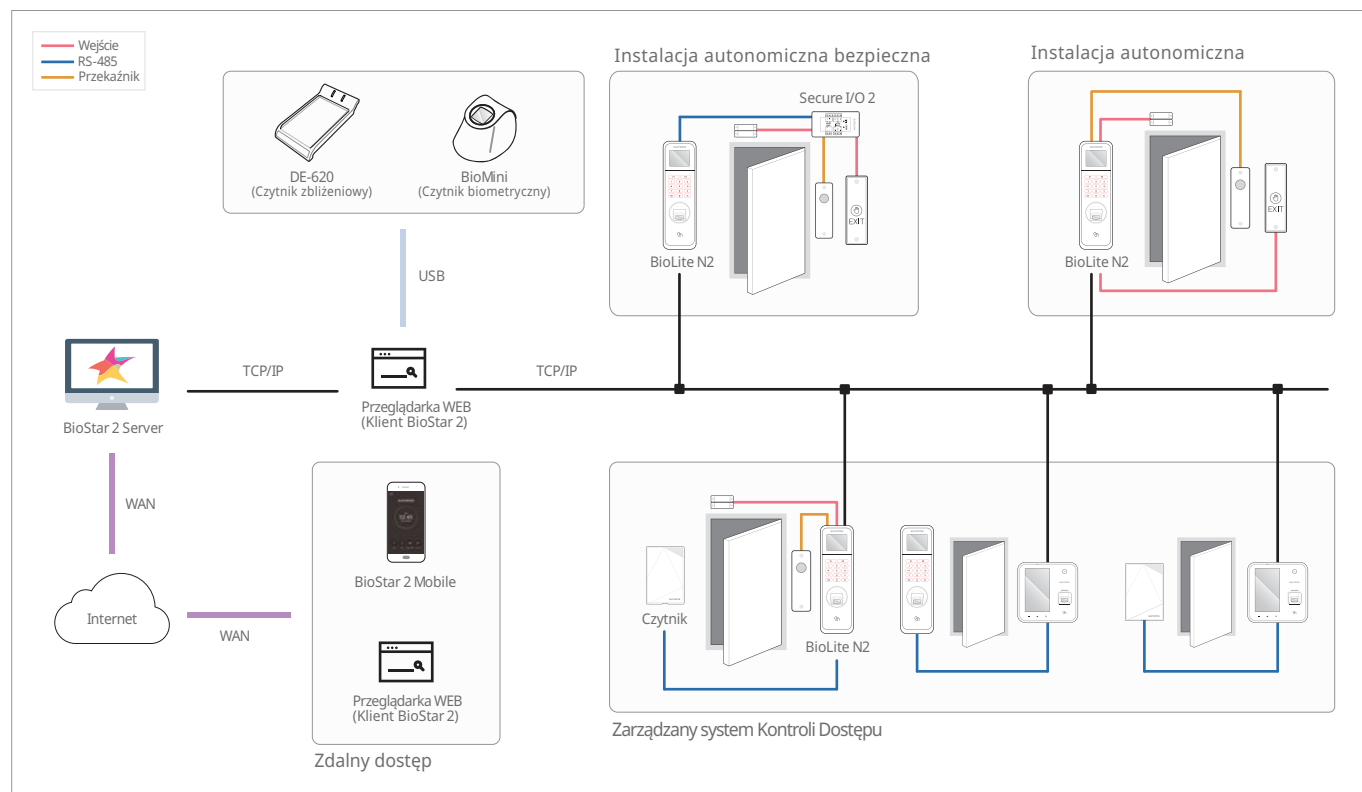 Wejście
RS-485
Przekaźnik
DE-620
(Czytnik zbliżeniowy)
BioMini
(Czytnik biometryczny)
USB
Instalacja autonomiczna bezpieczna
Secure I/O 2
EXIT
BioLite N2
Instalacja autonomiczna
EXIT
BioLite N2
TCP/IP
TCP/IP
BioStar 2 Server
Przeglądarka WEB
(Klient BioStar 2)
WAN
Internet
WAN
BioStar 2 Mobile
Przeglądarka WEB
(Klient BioStar 2)
Zdalny dostęp
Czytnik
BioLite N2
Zarządzany system Kontroli Dostępu